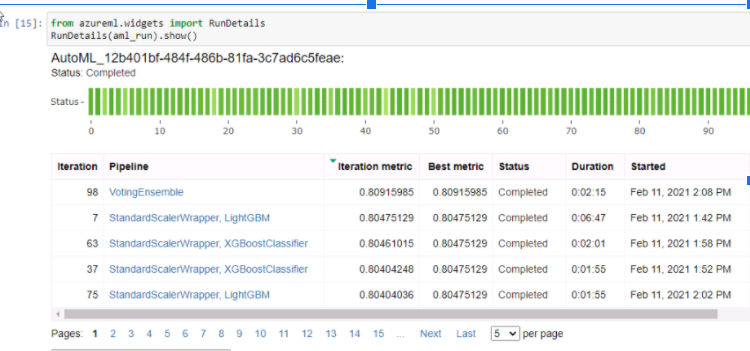 n [15]: from azureml.widgets import RunDetails
RunDetails(aml_run).show()
AutoML_12b401bf-484f-486b-81fa-3c7ad6c5feae:
Status: Completed
Status -
0 10 20 30 40 50 60 70 80 90
Iteration Pipeline Iteration metric Best metric Status Duration Started
98 VotingEnsemble 0.80915985 0.80915985 Completed 0:02:15 Feb 11, 2021 2:08 PM
7 StandardScalerWrapper, LightGBM 0.80475129 0.80475129 Completed 0:06:47 Feb 11, 2021 1:42 PM
63 StandardScalerWrapper, XGBoostClassifier 0.80461015 0.80475129 Completed 0:02:01 Feb 11, 2021 1:58 PM
37 StandardScalerWrapper, XGBoostClassifier 0.80404248 0.80475129 Completed 0:01:55 Feb 11, 2021 1:52 PM
75 StandardScalerWrapper, LightGBM 0.80404036 0.80475129 Completed 0:01:55 Feb 11, 2021 2:02 PM
Pages: 1 2 3 4 5 6 7 8 9 10 11 12 13 14 15 ... Next Last 5 per page